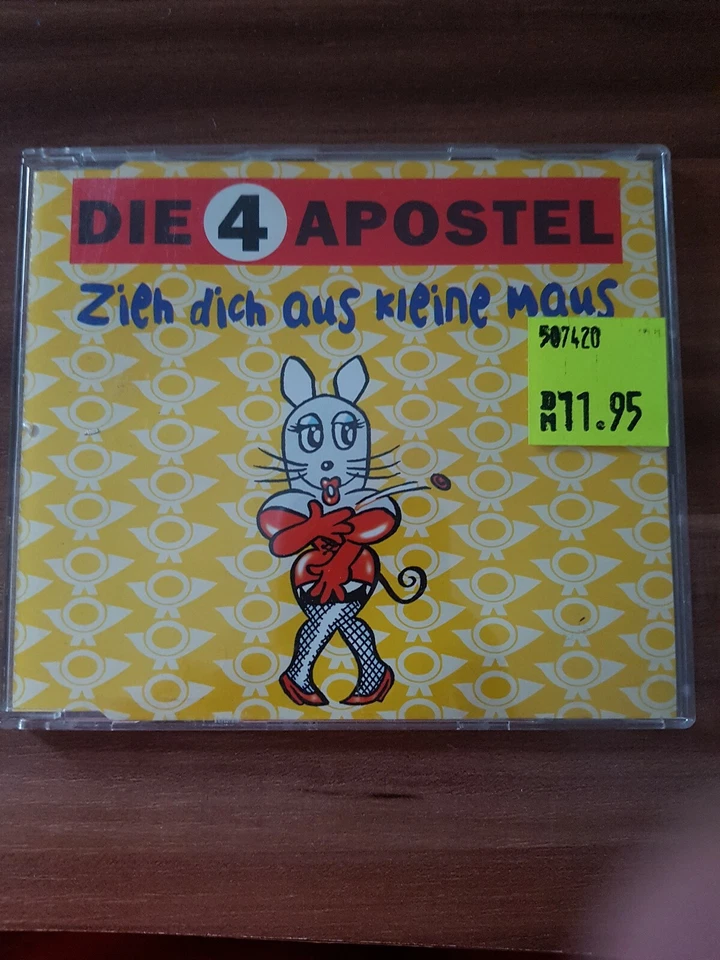 DIE 4 APOSTEL
Zieh dich aus kleine Maus
507420
DM 11.95